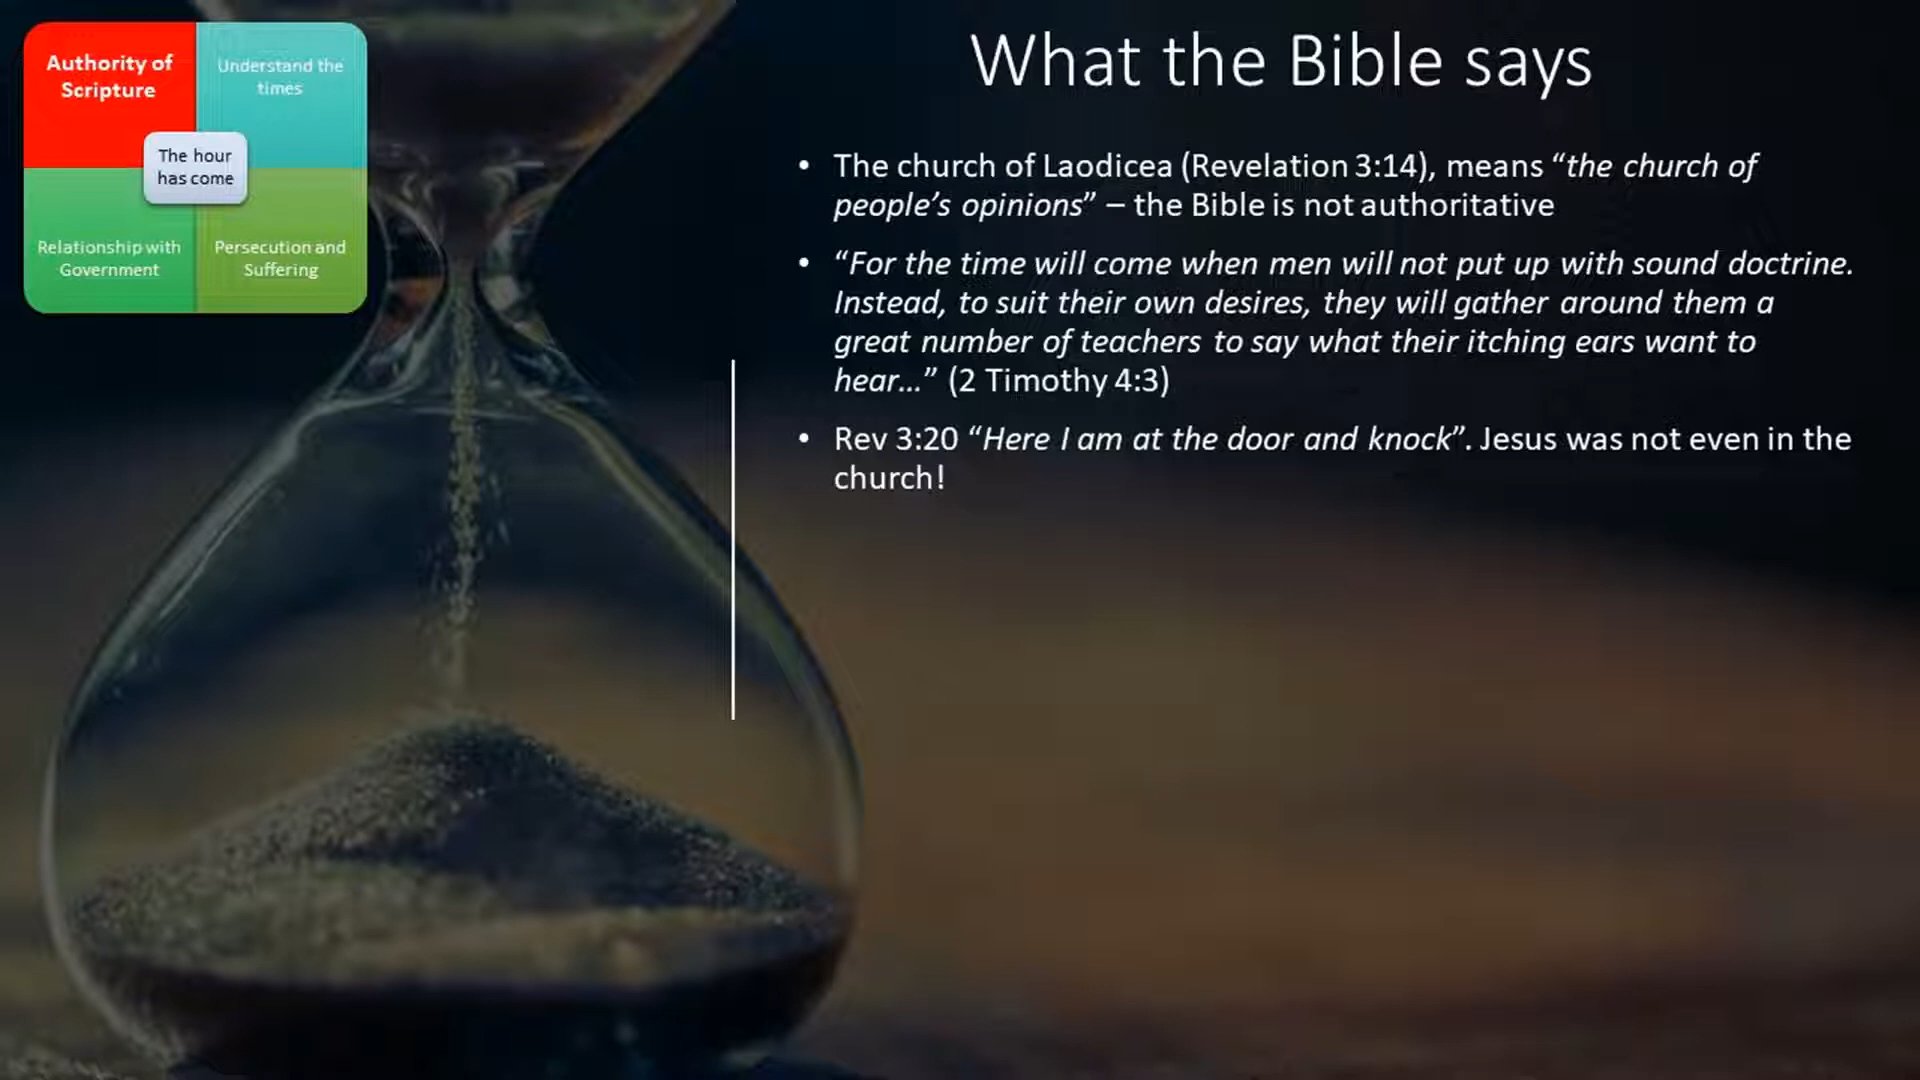 Authority of
Scripture
Understand the
times
The hour
has come
Relationship with
Government
Persecution and
Suffering
What the Bible says
• The church of Laodicea (Revelation 3:14), means “the church of
people’s opinions” – the Bible is not authoritative
• “For the time will come when men will not put up with sound doctrine.
Instead, to suit their own desires, they will gather around them a
great number of teachers to say what their itching ears want to
hear…” (2 Timothy 4:3)
• Rev 3:20 “Here I am at the door and knock”. Jesus was not even in the
church!